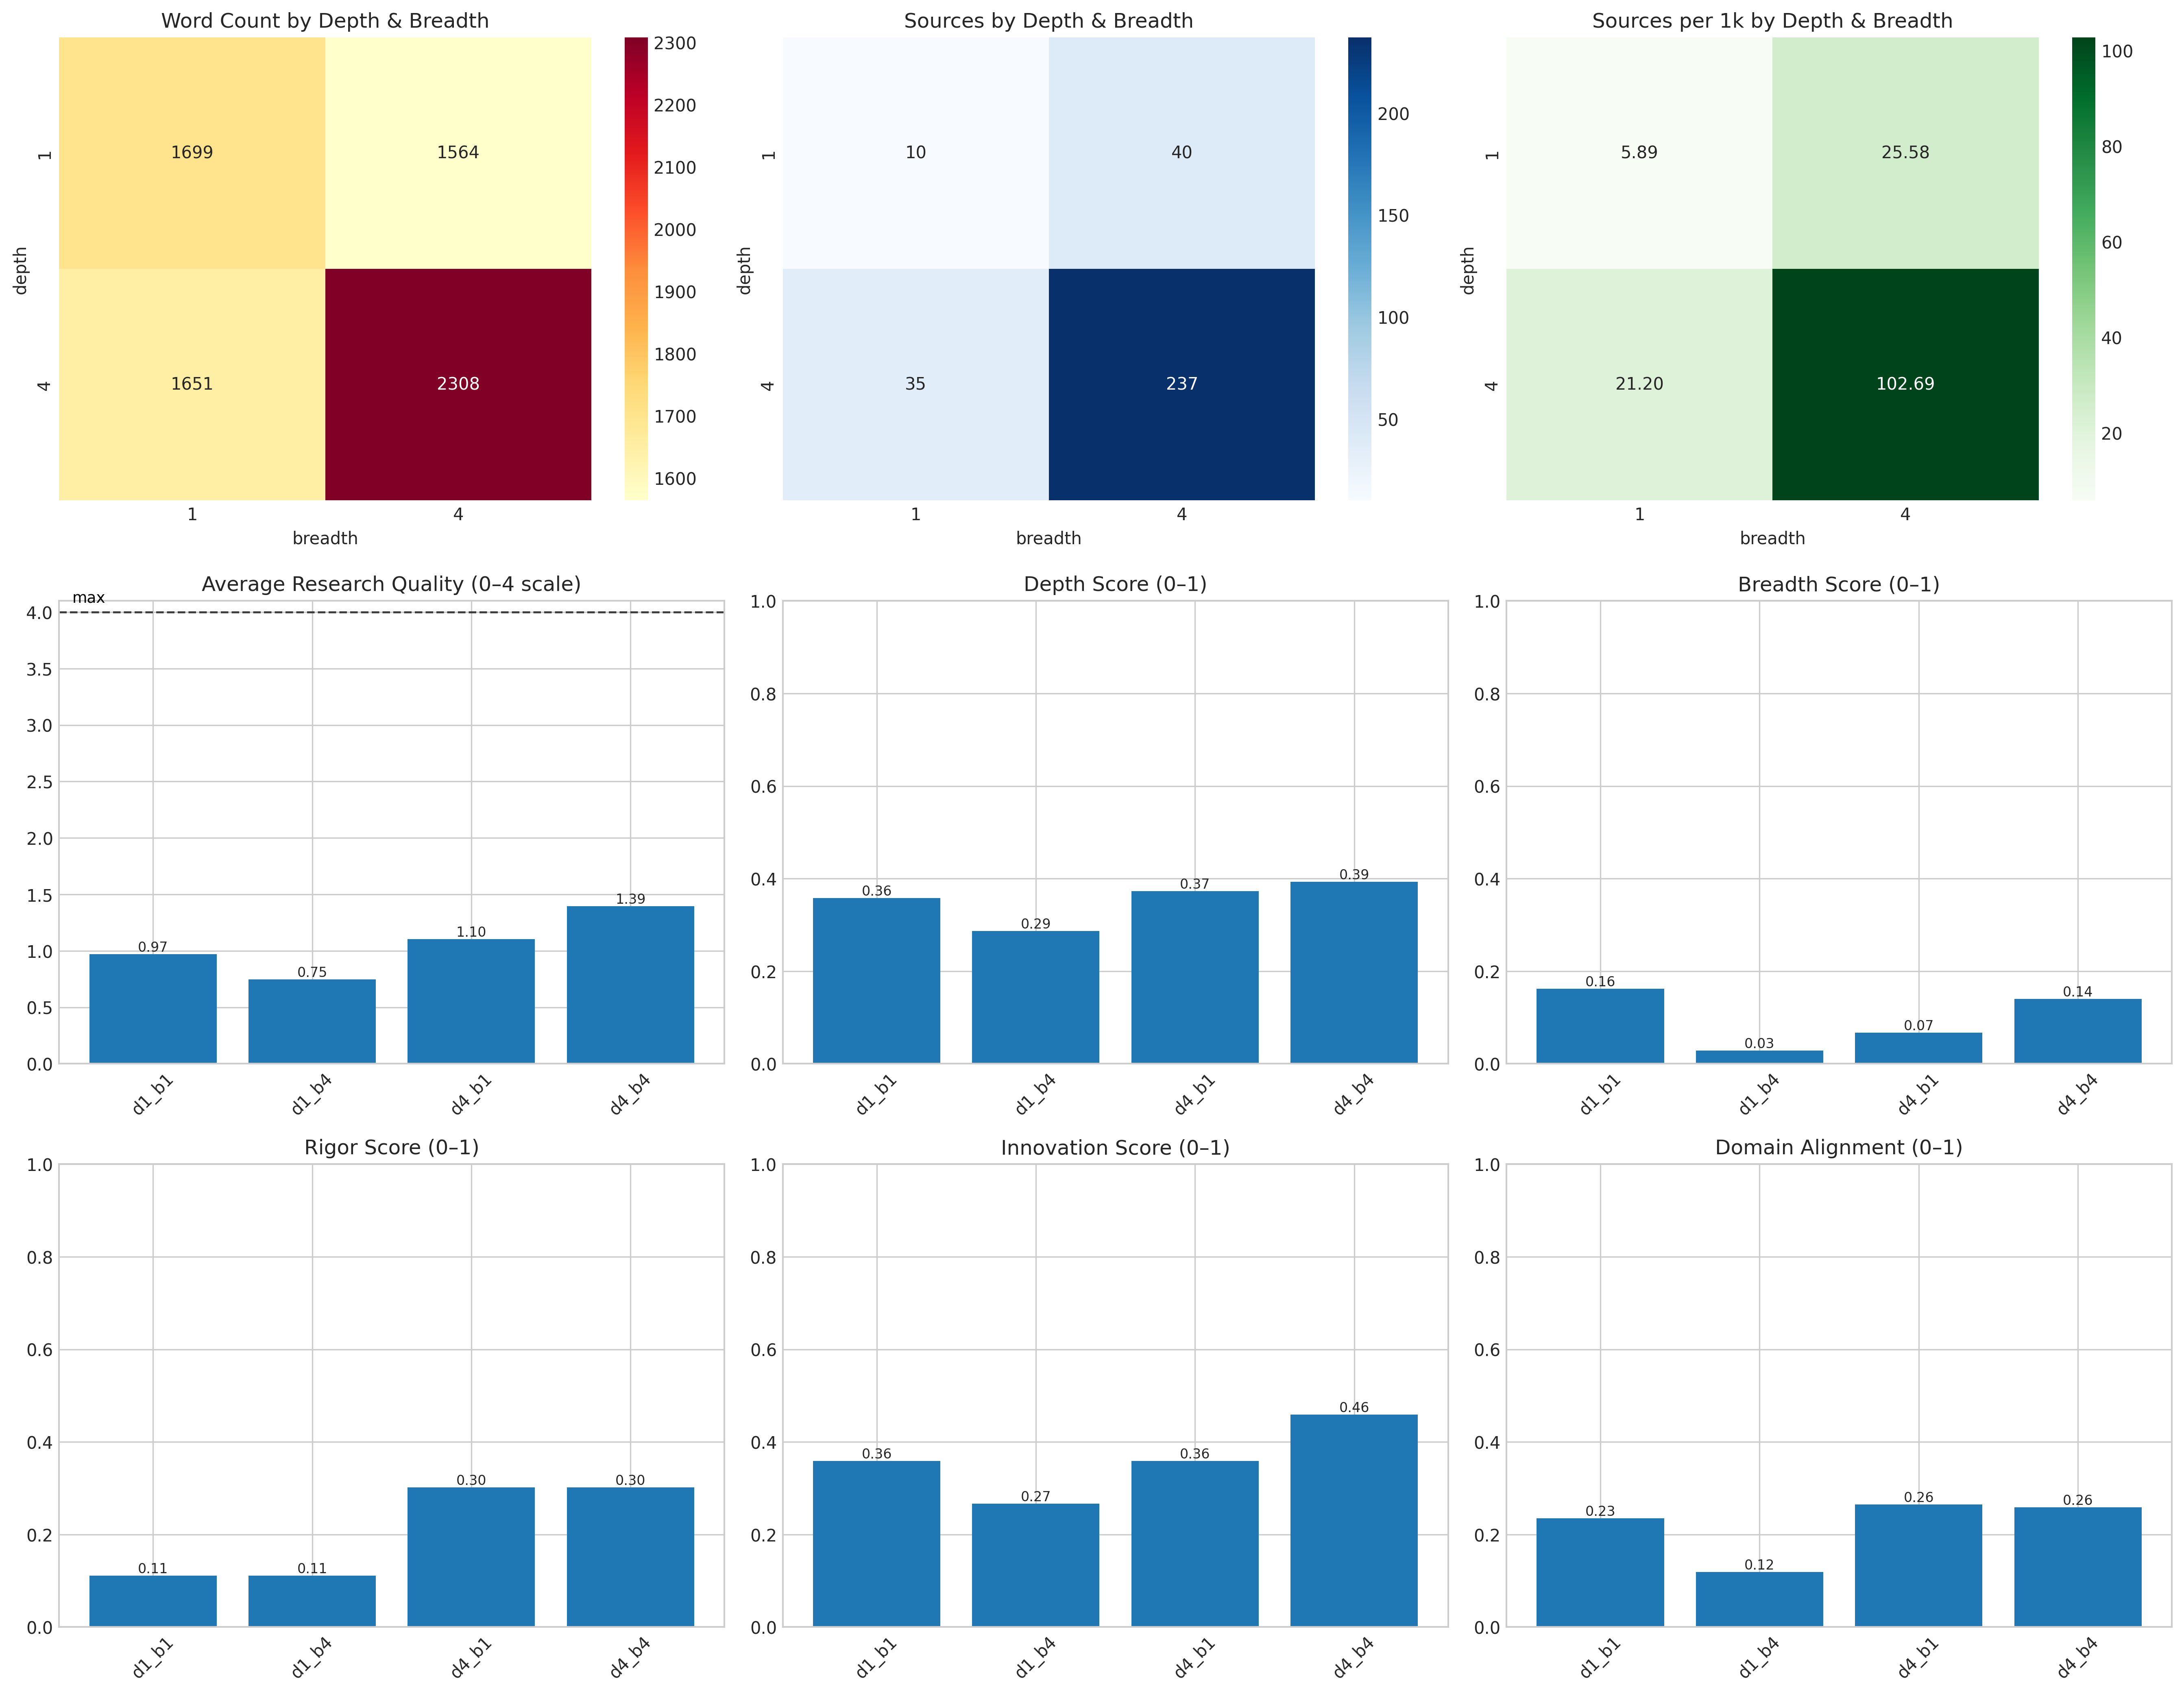 Word Count by Depth & Breadth
1699
1564
1651
2308
1
4
depth
1
4
breadth
2300
2200
2100
2000
1900
1800
1700
1600
Sources by Depth & Breadth
10
40
35
237
1
4
depth
1
4
breadth
200
150
100
50
Sources per 1k by Depth & Breadth
5.89
25.58
21.20
102.69
1
4
depth
1
4
breadth
100
80
60
40
20
Average Research Quality (0–4 scale)
max
4.0
3.5
3.0
2.5
2.0
1.5
1.0
0.5
0.0
0.97
0.75
1.10
1.39
d1_b1
d1_b4
d4_b1
d4_b4
Depth Score (0–1)
1.0
0.8
0.6
0.4
0.2
0.0
0.36
0.29
0.37
0.39
d1_b1
d1_b4
d4_b1
d4_b4
Breadth Score (0–1)
1.0
0.8
0.6
0.4
0.2
0.0
0.16
0.03
0.07
0.14
d1_b1
d1_b4
d4_b1
d4_b4
Rigor Score (0–1)
1.0
0.8
0.6
0.4
0.2
0.0
0.11
0.11
0.30
0.30
d1_b1
d1_b4
d4_b1
d4_b4
Innovation Score (0–1)
1.0
0.8
0.6
0.4
0.2
0.0
0.36
0.27
0.36
0.46
d1_b1
d1_b4
d4_b1
d4_b4
Domain Alignment (0–1)
1.0
0.8
0.6
0.4
0.2
0.0
0.23
0.12
0.26
0.26
d1_b1
d1_b4
d4_b1
d4_b4